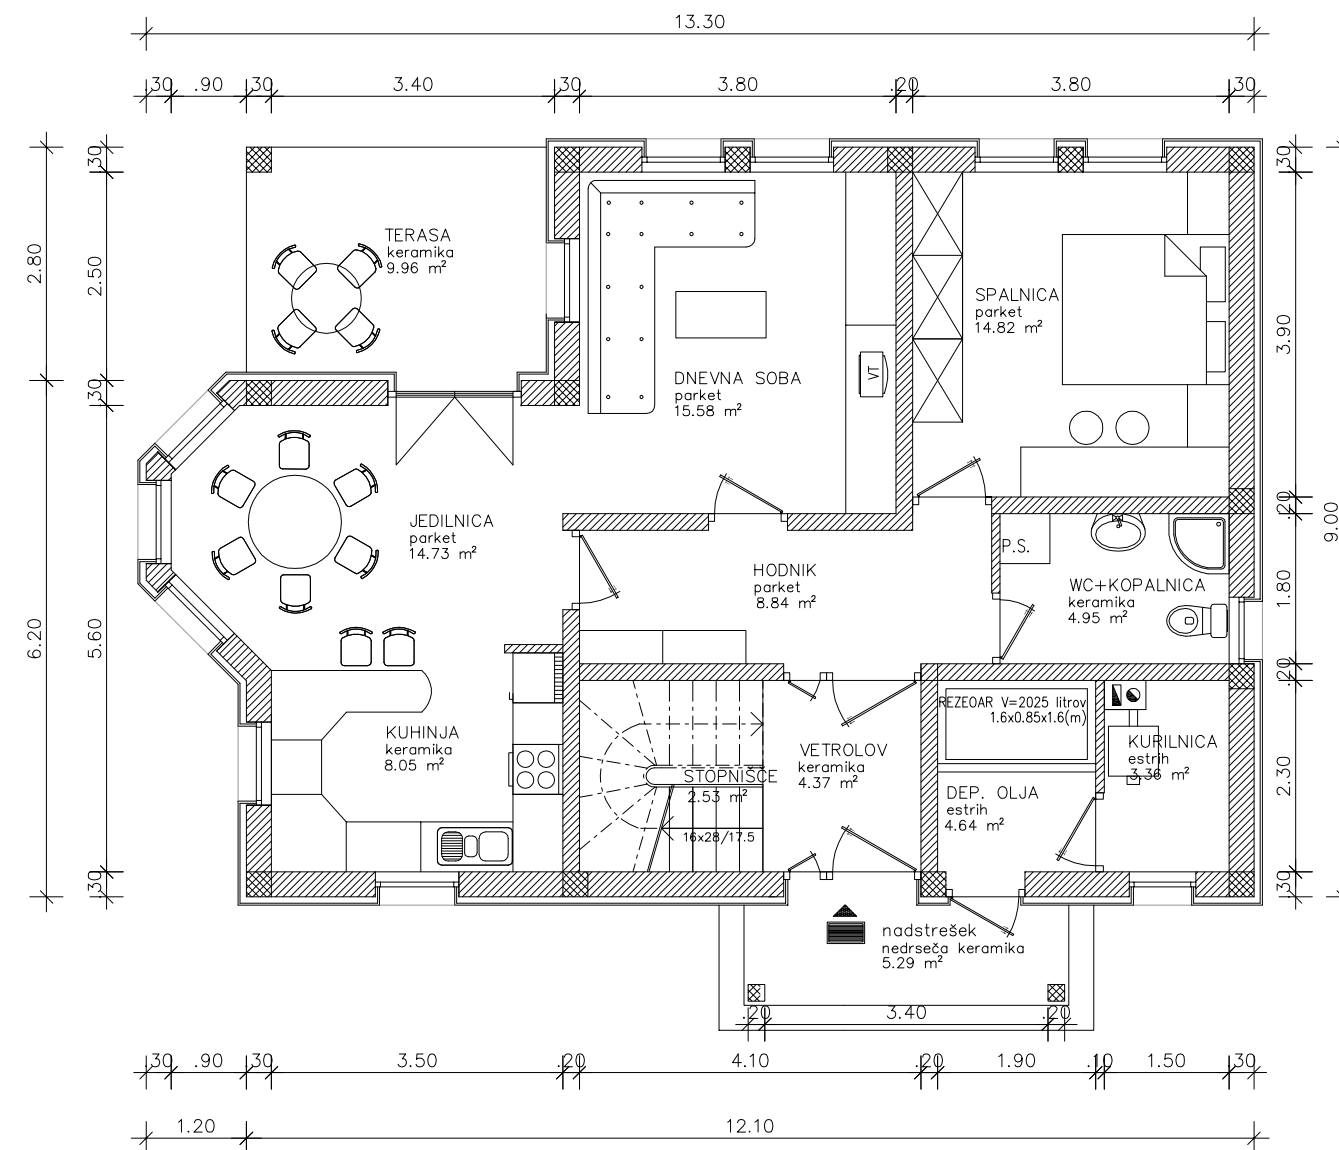 13.30
.30 .90 .30 3.40 .30 3.80 .20 3.80 .30
TERASA
keramika
9.96 m²
SPALNICA
parket
14.82 m²
DNEVNA SOBA
parket
15.58 m²
VT
JEDILNICA
parket
14.73 m²
HODNIK
parket
8.84 m²
P.S.
WC+KOPALNICA
keramika
4.95 m²
KUHINJA
keramika
8.05 m²
STOPNIŠČE
2.53 m²
16x28/17.5
VETROLOV
keramika
4.37 m²
REZEOAR V=2025 litrov
1.6x0.85x1.6(m)
DEP. OLJA
estrih
4.64 m²
KURILNICA
estrih
3.36 m²
nadstrešek
nedrseča keramika
5.29 m²
.20 3.40 .20
2.80
6.20
.30
2.50
.30
5.60
.30
.30
3.90
.20
1.80
.20
2.30
.30
9.00
.30 .90 .30 3.50 .20 4.10 .20 1.90 .10 1.50 .30
1.20 12.10